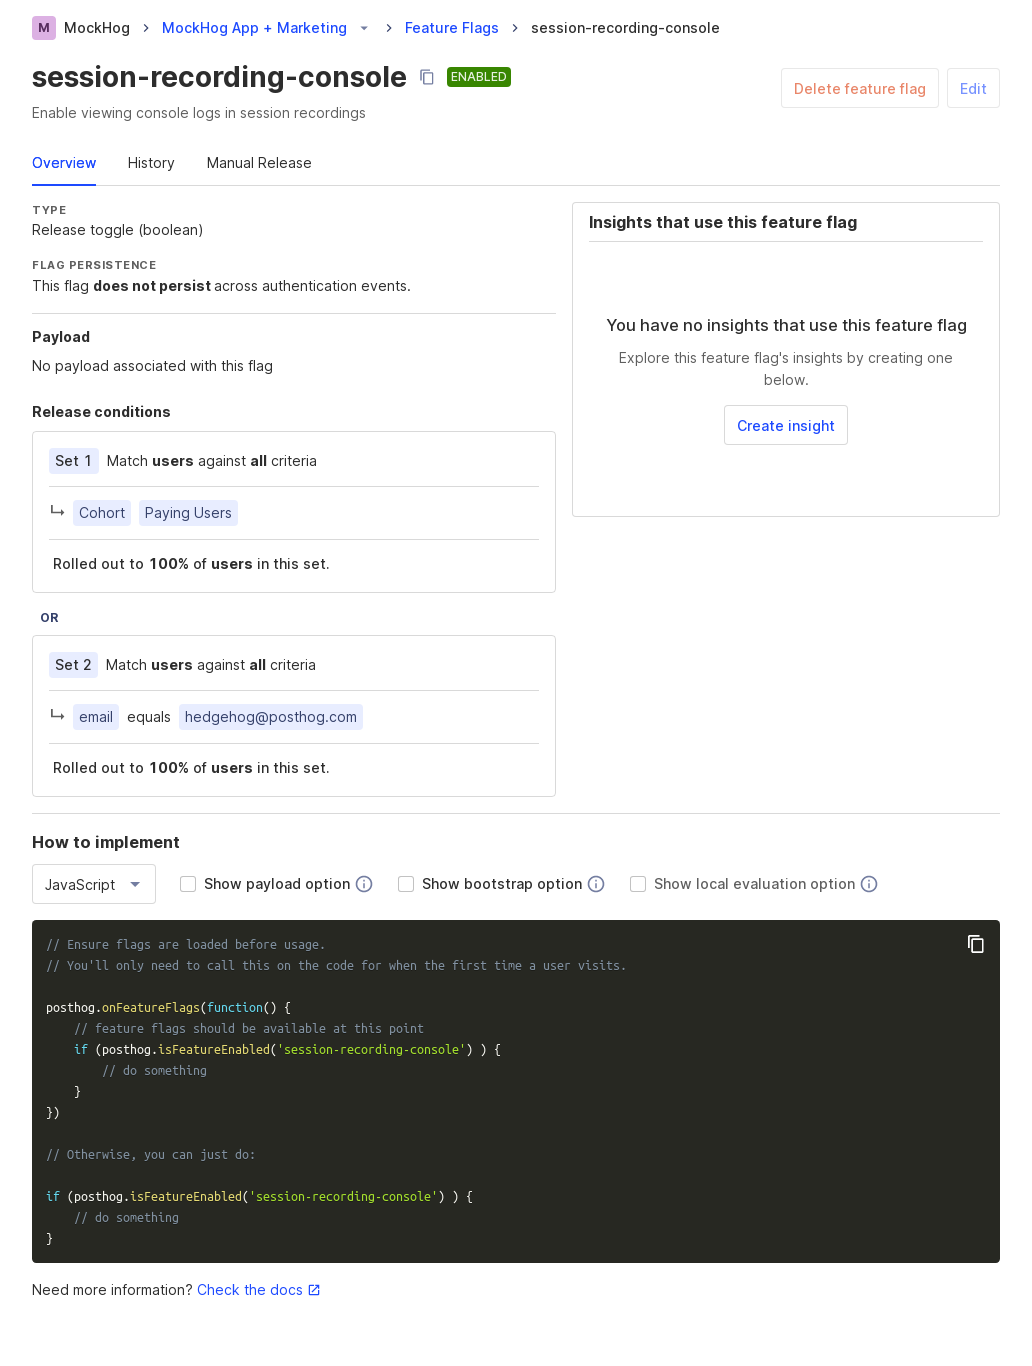 M MockHog > MockHog App + Marketing > Feature Flags > session-recording-console
session-recording-console ENABLED
Delete feature flag Edit
Enable viewing console logs in session recordings
Overview History Manual Release
TYPE
Release toggle (boolean)
FLAG PERSISTENCE
This flag does not persist across authentication events.
Payload
No payload associated with this flag
Release conditions
Set 1 Match users against all criteria
Cohort Paying Users
Rolled out to 100% of users in this set.
OR
Set 2 Match users against all criteria
email equals hedgehog@posthog.com
Rolled out to 100% of users in this set.
Insights that use this feature flag
You have no insights that use this feature flag
Explore this feature flag's insights by creating one
below.
Create insight
How to implement
JavaScript Show payload option Show bootstrap option Show local evaluation option
// Ensure flags are loaded before usage.
// You'll only need to call this on the code for when the first time a user visits.
posthog.onFeatureFlags(function() {
    // feature flags should be available at this point
    if (posthog.isFeatureEnabled('session-recording-console') ) {
        // do something
    }
})
// Otherwise, you can just do:
if (posthog.isFeatureEnabled('session-recording-console') ) {
    // do something
}
Need more information? Check the docs